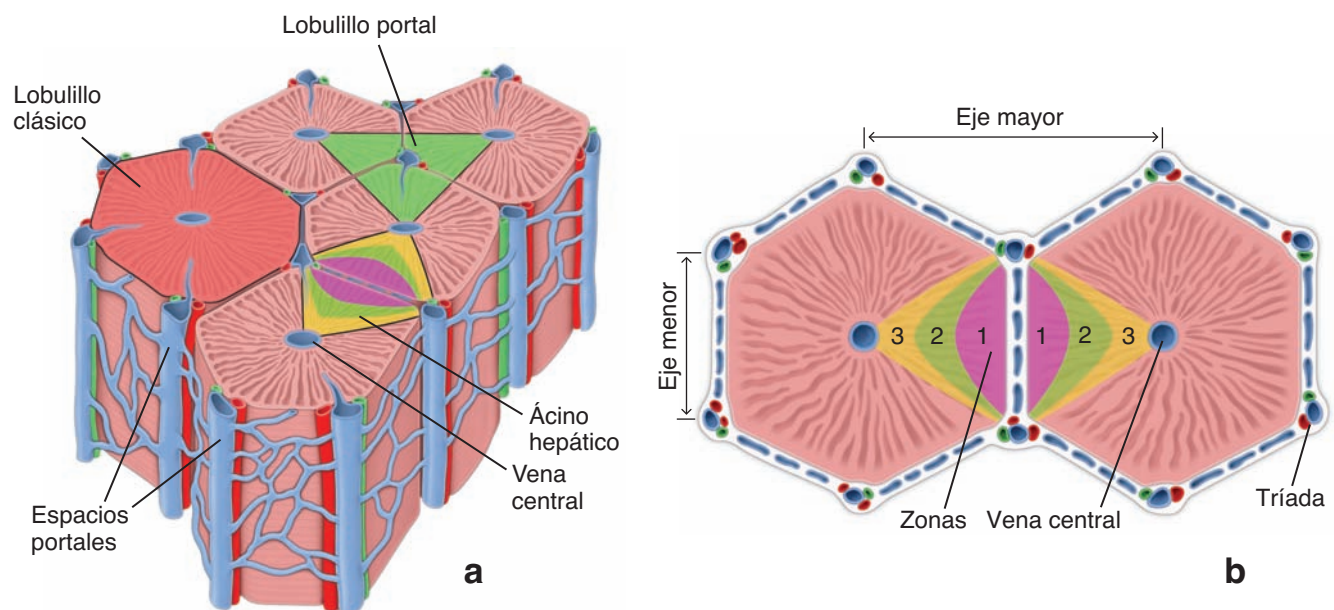 Lobulillo portal
Lobulillo
clásico
Ácino
hepático
Vena
central
Espacios
portales
a
Eje mayor
Eje menor
3 2 1 1 2 3
Zonas
Vena central
Tríada
b